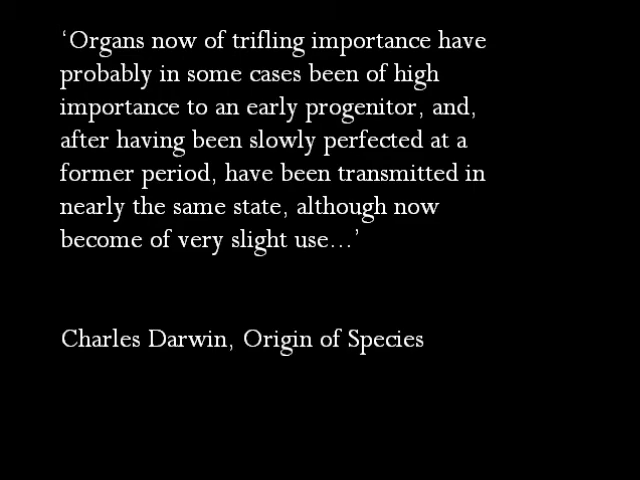 ‘Organs now of trifling importance have
probably in some cases been of high
importance to an early progenitor, and,
after having been slowly perfected at a
former period, have been transmitted in
nearly the same state, although now
become of very slight use...’
Charles Darwin, Origin of Species